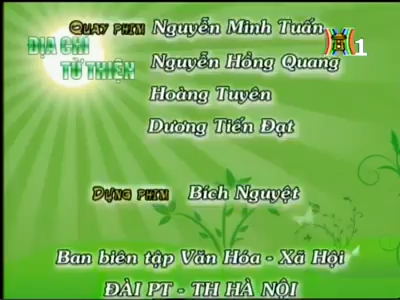 QUAY PHIM Nguyễn Minh Tuấn
ĐỊA CHỈ
TỪ THIỆN
1
Nguyễn Hồng Quang
Hoàng Tuyên
Dương Tiến Đạt
DỰNG PHIM Bích Nguyệt
Ban biên tập Văn Hóa - Xã Hội
ĐÀI PT - TH HÀ NỘI